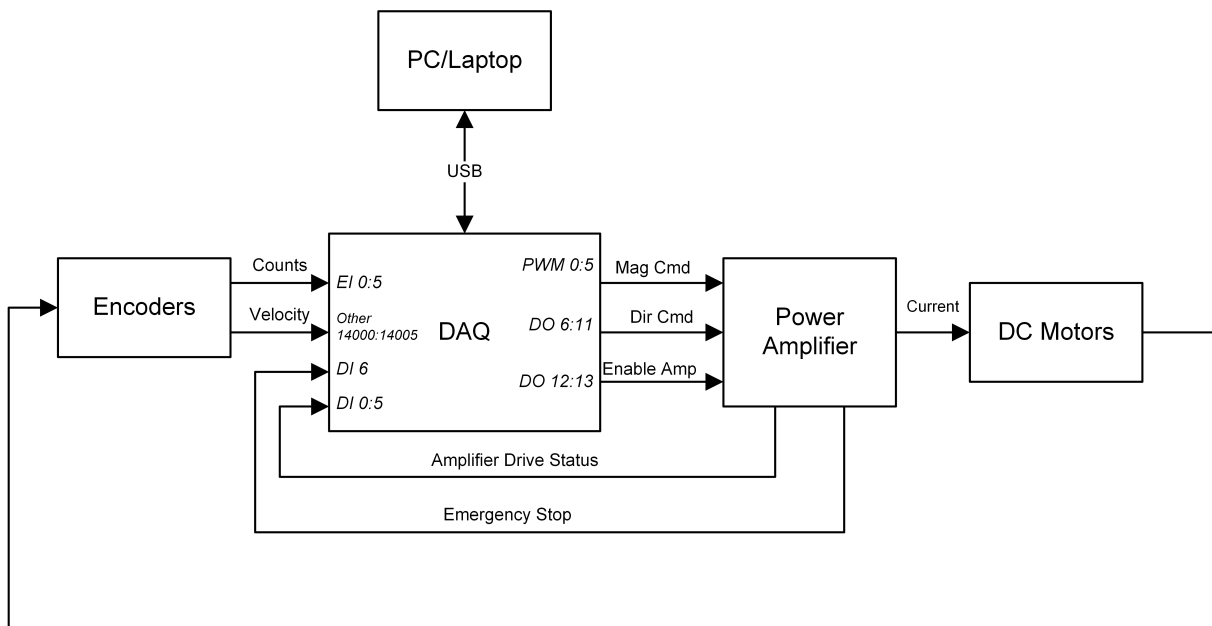 PC/Laptop
USB
Encoders
Counts
Velocity
EI 0:5
Other
14000:14005
DI 6
DI 0:5
DAQ
PWM 0:5
DO 6:11
DO 12:13
Mag Cmd
Dir Cmd
Enable Amp
Power
Amplifier
Current
DC Motors
Amplifier Drive Status
Emergency Stop